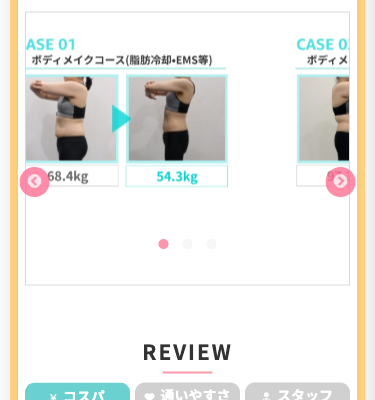 ASE 01
ボディメイクコース(脂肪冷却•EMS等)
68.4kg
54.3kg
CASE 0
ボディメ
REVIEW
¥ コスパ
通いやすさ
スタッフ